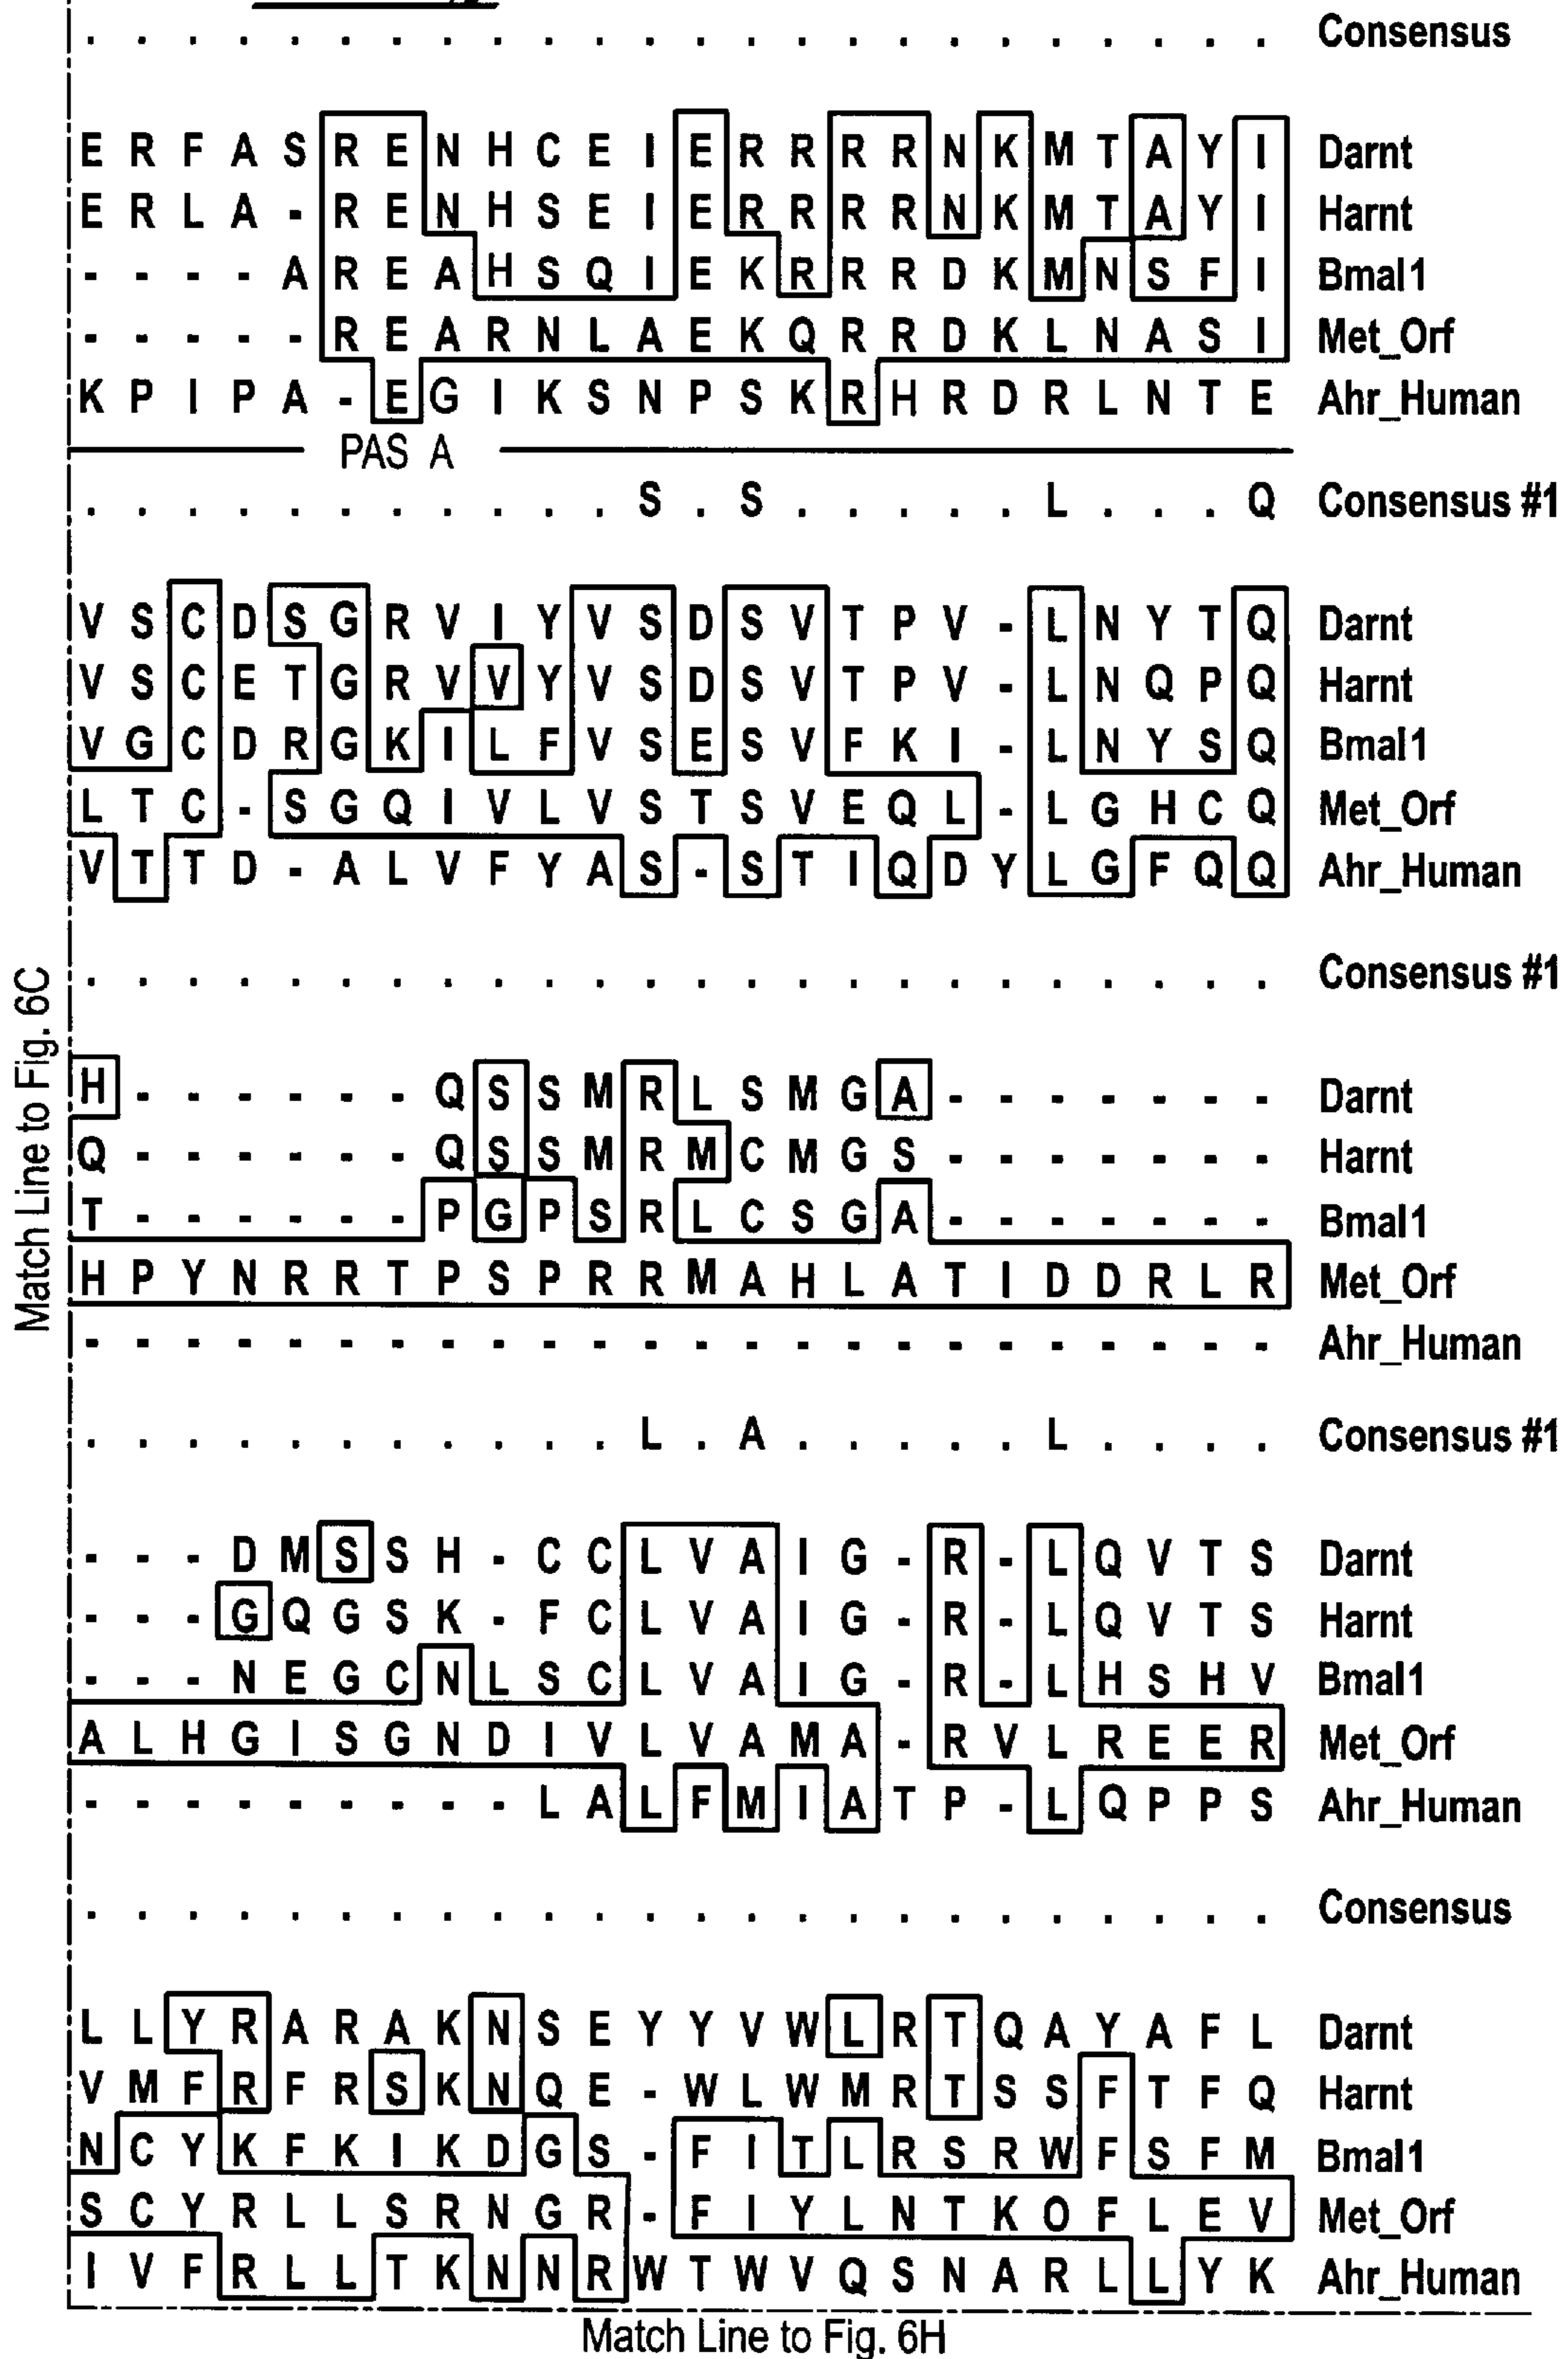 . . . . . . . . . . . . . . . . . . . . . . . . Consensus
E R F A S R E N H C E I E R R R R N K M T A Y I Darnt
E R L A - R E N H S E I E R R R R N K M T A Y I Harnt
- - - - A R E A H S Q I E K R R R D K M N S F I Bmal1
- - - - - R E A R N L A E K Q R R D K L N A S I Met_Orf
K P I P A - E G I K S N P S K R H R D R L N T E Ahr_Human
PAS A
. . . . . . . . . . . S . S . . . . . L . . . Q Consensus #1
V S C D S G R V I Y V S D S V T P V - L N Y T Q Darnt
V S C E T G R V V Y V S D S V T P V - L N Q P Q Harnt
V G C D R G K I L F V S E S V F K I - L N Y S Q Bmal1
L T C - S G Q I V L V S T S V E Q L - L G H C Q Met_Orf
V T T D - A L V F Y A S - S T I Q D Y L G F Q Q Ahr_Human
. . . . . . . . . . . . . . . . . . . . . . . . Consensus #1
H - - - - - - Q S S M R L S M G A - - - - - - - Darnt
Q - - - - - - Q S S M R M C M G S - - - - - - - Harnt
T - - - - - - P G P S R L C S G A - - - - - - - Bmal1
H P Y N R R T P S P R R M A H L A T I D D R L R Met_Orf
- - - - - - - - - - - - - - - - - - - - - - - - Ahr_Human
. . . . . . . . . . . L . A . . . . . L . . . . Consensus #1
- - - D M S S H - C C L V A I G - R - L Q V T S Darnt
- - - G Q G S K - F C L V A I G - R - L Q V T S Harnt
- - - N E G C N L S C L V A I G - R - L H S H V Bmal1
A L H G I S G N D I V L V A M A - R V L R E E R Met_Orf
- - - - - - - - - L A L F M I A T P - L Q P P S Ahr_Human
. . . . . . . . . . . . . . . . . . . . . . . . Consensus
L L Y R A R A K N S E Y Y V W L R T Q A Y A F L Darnt
V M F R F R S K N Q E - W L W M R T S S F T F Q Harnt
N C Y K F K I K D G S - F I T L R S R W F S F M Bmal1
S C Y R L L S R N G R - F I Y L N T K O F L E V Met_Orf
I V F R L L T K N N R W T W V Q S N A R L L Y K Ahr_Human
Match Line to Fig. 6C
Match Line to Fig. 6H